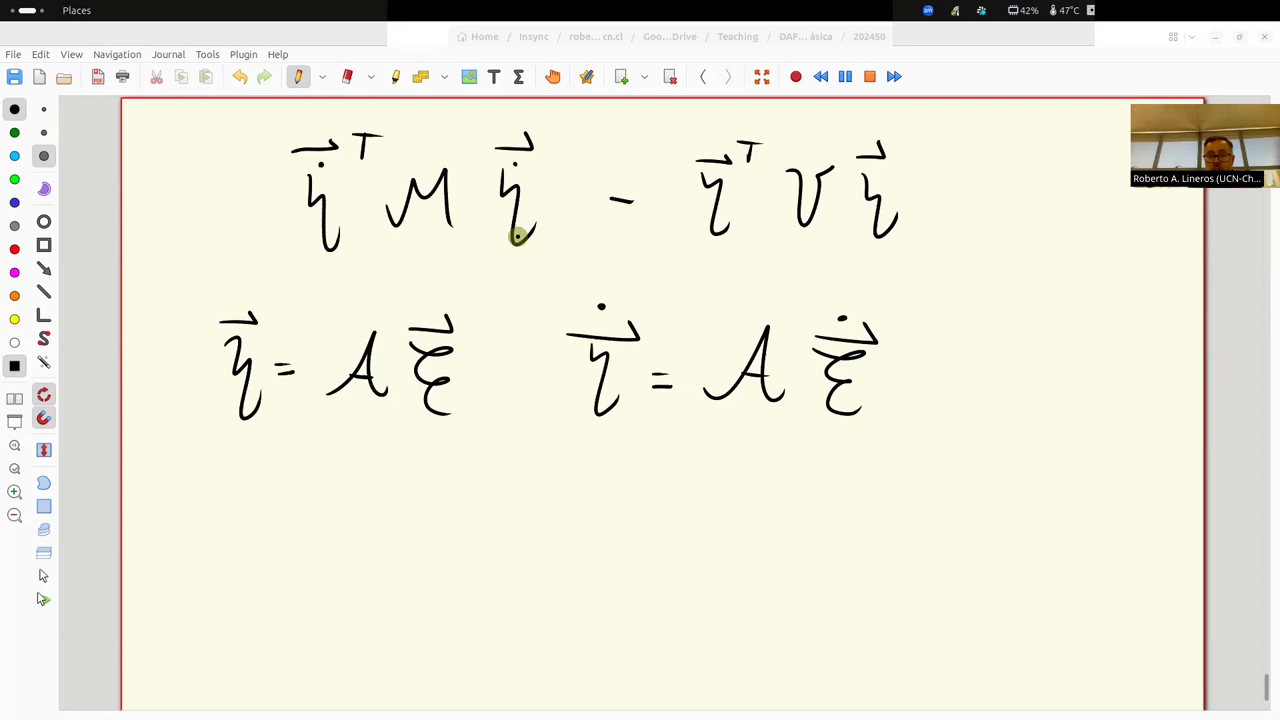 Places 42% 47°C
Home Insync robe... cn.cl Goo...Drive Teaching DAF... ásica 202450
File Edit View Navigation Journal Tools Plugin Help
T Σ
Roberto A. Lineros (UCN-Ch...
η̇⃗ᵀ M η̇⃗ - η⃗ᵀ V η⃗
η⃗ = A ξ⃗ η̇⃗ = A ξ̇⃗